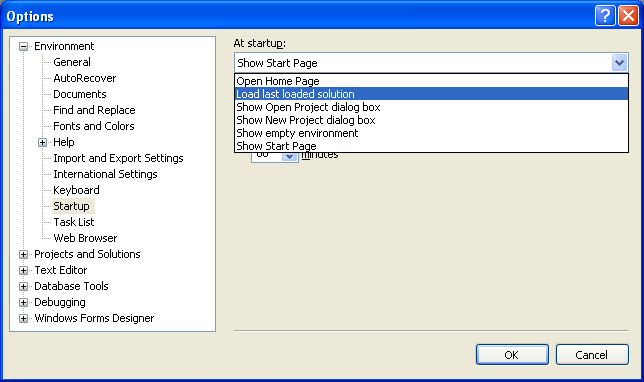 Options
Environment
General
AutoRecover
Documents
Find and Replace
Fonts and Colors
Help
Import and Export Settings
International Settings
Keyboard
Startup
Task List
Web Browser
Projects and Solutions
Text Editor
Database Tools
Debugging
Windows Forms Designer
At startup:
Show Start Page
Open Home Page
Load last loaded solution
Show Open Project dialog box
Show New Project dialog box
Show empty environment
Show Start Page
minutes
OK
Cancel